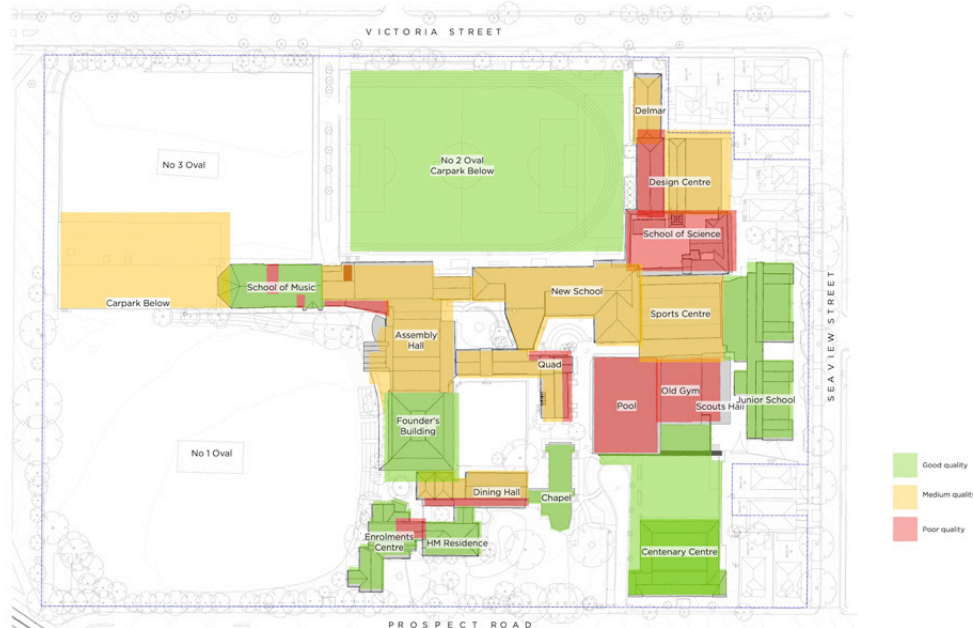 VICTORIA STREET
Delmar
No 3 Oval
No 2 Oval
Carpark Below
Design Centre
School of Science
School of Music
New School
Carpark Below
Sports Centre
Assembly
Hall
Quad
SEAVIEW STREET
Old Gym
Pool
Scouts Hall
Junior School
Founder's
Building
No 1 Oval
Good quality
Dining Hall
Chapel
Medium quality
Enrolments
Centre
HM Residence
Poor quality
Centenary Centre
PROSPECT ROAD